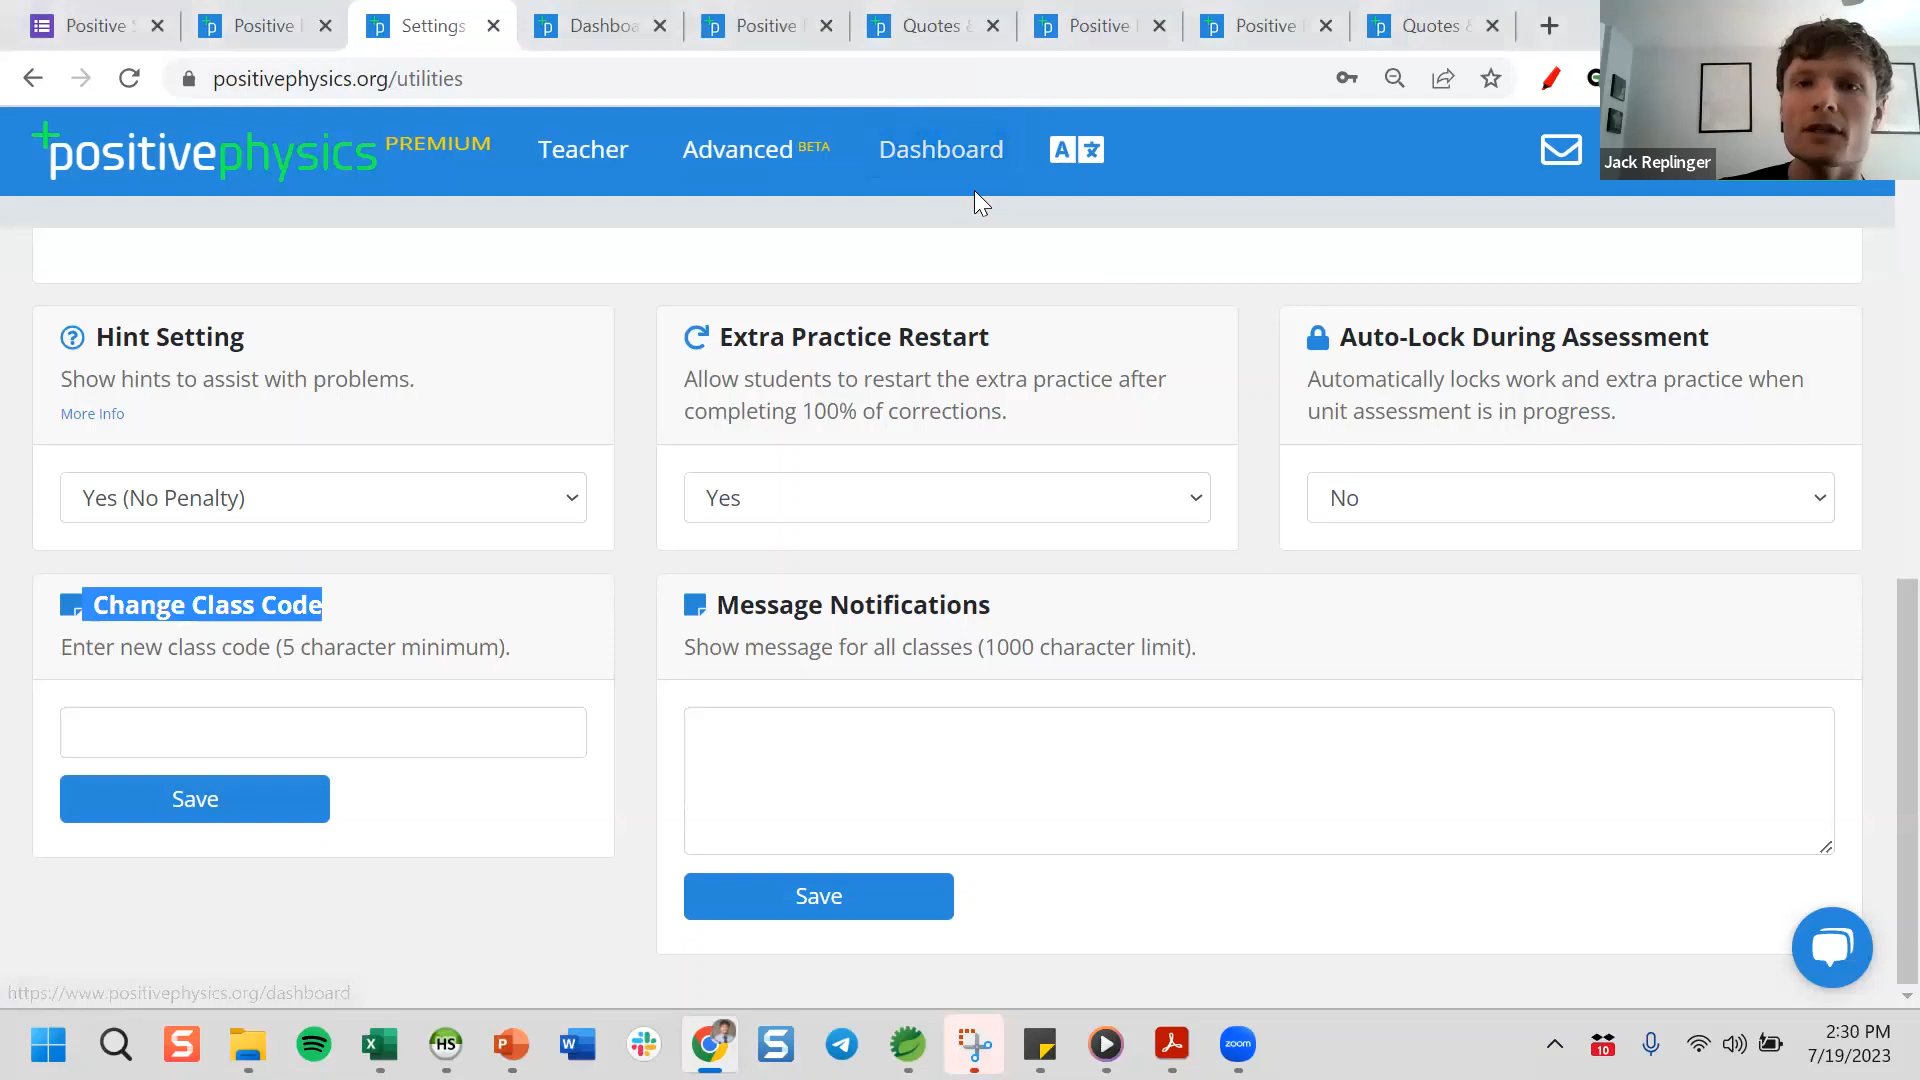 Positive
Positive
Settings
Dashboa
Positive
Quotes &
Positive
Positive
Quotes &
positivephysics.org/utilities
Jack Replinger
+positivephysics PREMIUM
Teacher
Advanced BETA
Dashboard
Hint Setting
Show hints to assist with problems.
More Info
Yes (No Penalty)
Extra Practice Restart
Allow students to restart the extra practice after
completing 100% of corrections.
Yes
Auto-Lock During Assessment
Automatically locks work and extra practice when
unit assessment is in progress.
No
Change Class Code
Enter new class code (5 character minimum).
Save
Message Notifications
Show message for all classes (1000 character limit).
Save
https://www.positivephysics.org/dashboard
zoom
10
2:30 PM
7/19/2023